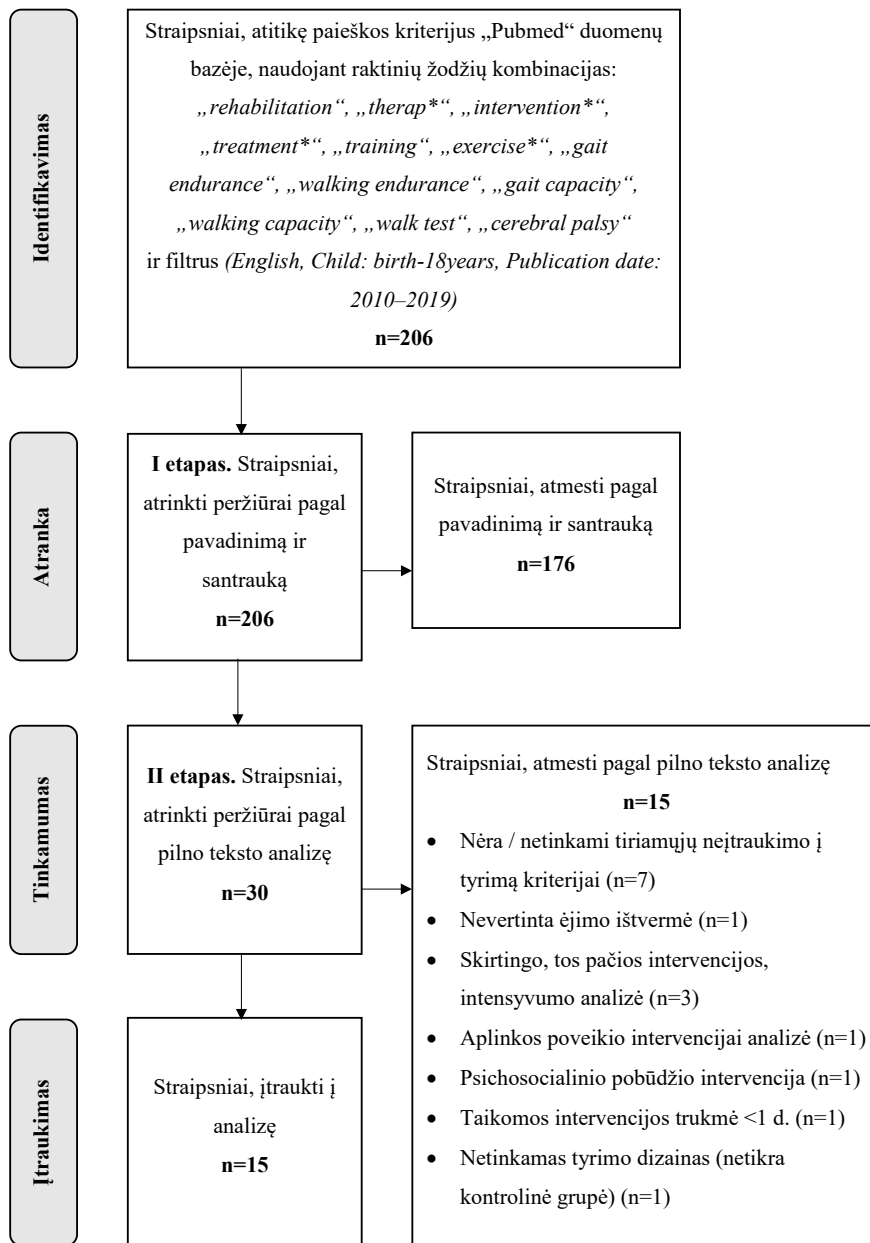 Identifikavimas
Straipsniai, atitikę paieškos kriterijus „Pubmed“ duomenų
bazėje, naudojant raktinių žodžių kombinacijas:
„rehabilitation“, „therap*“, „intervention*“,
„treatment*“, „training“, „exercise*“, „gait
endurance“, „walking endurance“, „gait capacity“,
„walking capacity“, „walk test“, „cerebral palsy“
ir filtrus (English, Child: birth-18years, Publication date:
2010–2019)
n=206
Atranka
I etapas. Straipsniai,
atrinkti peržiūrai pagal
pavadinimą ir
santrauką
n=206
Straipsniai, atmesti pagal
pavadinimą ir santrauką
n=176
Tinkamumas
II etapas. Straipsniai,
atrinkti peržiūrai pagal
pilno teksto analizę
n=30
Straipsniai, atmesti pagal pilno teksto analizę
n=15
• Nėra / netinkami tiriamųjų neįtraukimo į
tyrimą kriterijai (n=7)
• Nevertinta ėjimo ištvermė (n=1)
• Skirtingo, tos pačios intervencijos,
intensyvumo analizė (n=3)
• Aplinkos poveikio intervencijai analizė (n=1)
• Psichosocialinio pobūdžio intervencija (n=1)
• Taikomos intervencijos trukmė <1 d. (n=1)
• Netinkamas tyrimo dizainas (netikra
kontrolinė grupė) (n=1)
Įtraukimas
Straipsniai, įtraukti į
analizę
n=15